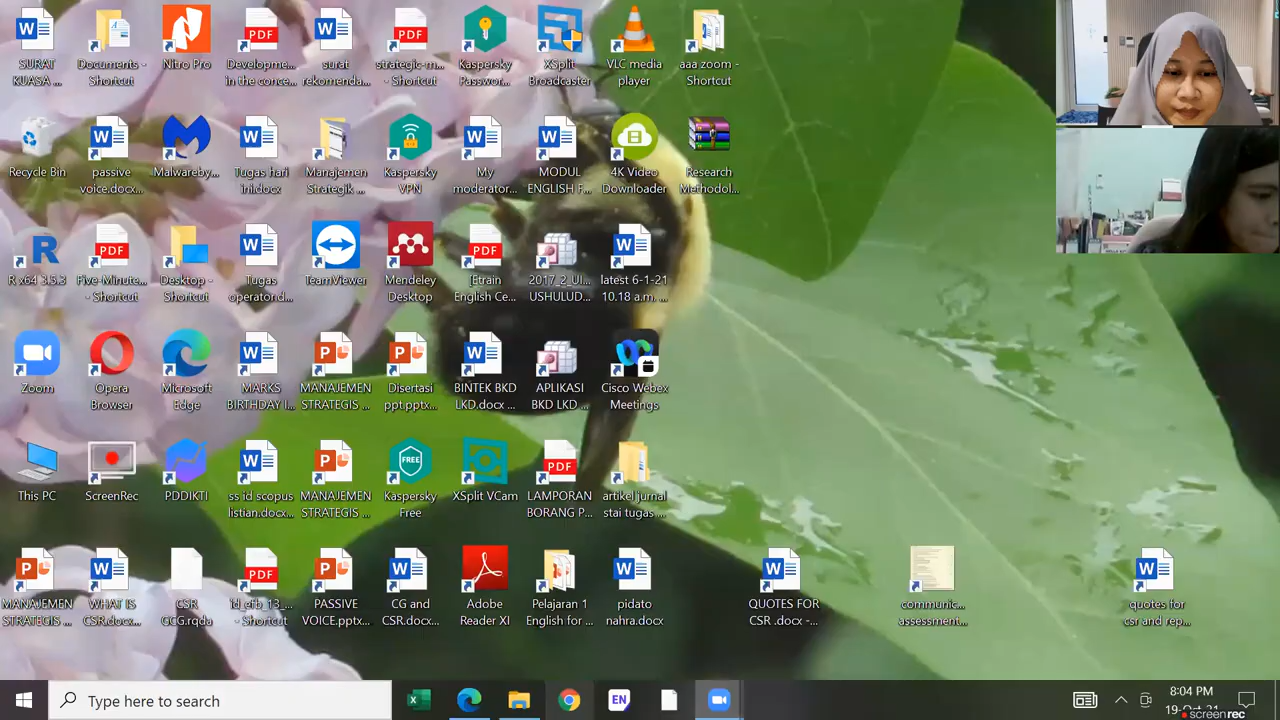 SURAT
KUASA ...
Documents -
Shortcut
Nitro Pro
Developme...
in the conce...
surat
rekomenda...
strategic-m...
- Shortcut
Kaspersky
Passwor...
XSplit
Broadcaster
VLC media
player
aaa zoom -
Shortcut
Recycle Bin
passive
voice.docx...
Malwareby...
Tugas hari
ini.docx
Manajemen
Strategik ...
Kaspersky
VPN
My
moderator...
MODUL
ENGLISH F...
4K Video
Downloader
Research
Methodol...
R x64 3.5.3
Five-Minute...
- Shortcut
Desktop -
Shortcut
Tugas
operator.d...
TeamViewer
Mendeley
Desktop
[Etrain
English Ce...
2017_2_UI...
USHULUD...
latest 6-1-21
10.18 a.m. ...
Zoom
Opera
Browser
Microsoft
Edge
MARKS
BIRTHDAY I...
MANAJEMEN
STRATEGIS ...
Disertasi
ppt.pptx...
BINTEK BKD
LKD.docx ...
APLIKASI
BKD LKD ...
Cisco Webex
Meetings
This PC
ScreenRec
PDDIKTI
ss id scopus
listian.docx...
MANAJEMEN
STRATEGIS ...
FREE
Kaspersky
Free
XSplit VCam
LAMPORAN
BORANG P...
artikel jurnal
stai tugas ...
MANAJEMEN
STRATEGIS ...
WHAT IS
CSR.docx...
CSR
GCG.rqda
id_efb_13_...
- Shortcut
PASSIVE
VOICE.pptx...
CG and
CSR.docx...
Adobe
Reader XI
Pelajaran 1
English for ...
pidato
nahra.docx
QUOTES FOR
CSR .docx -...
communic...
assessment...
quotes for
csr and rep...
Type here to search
EN
8:04 PM
19-Oct-21
screenrec